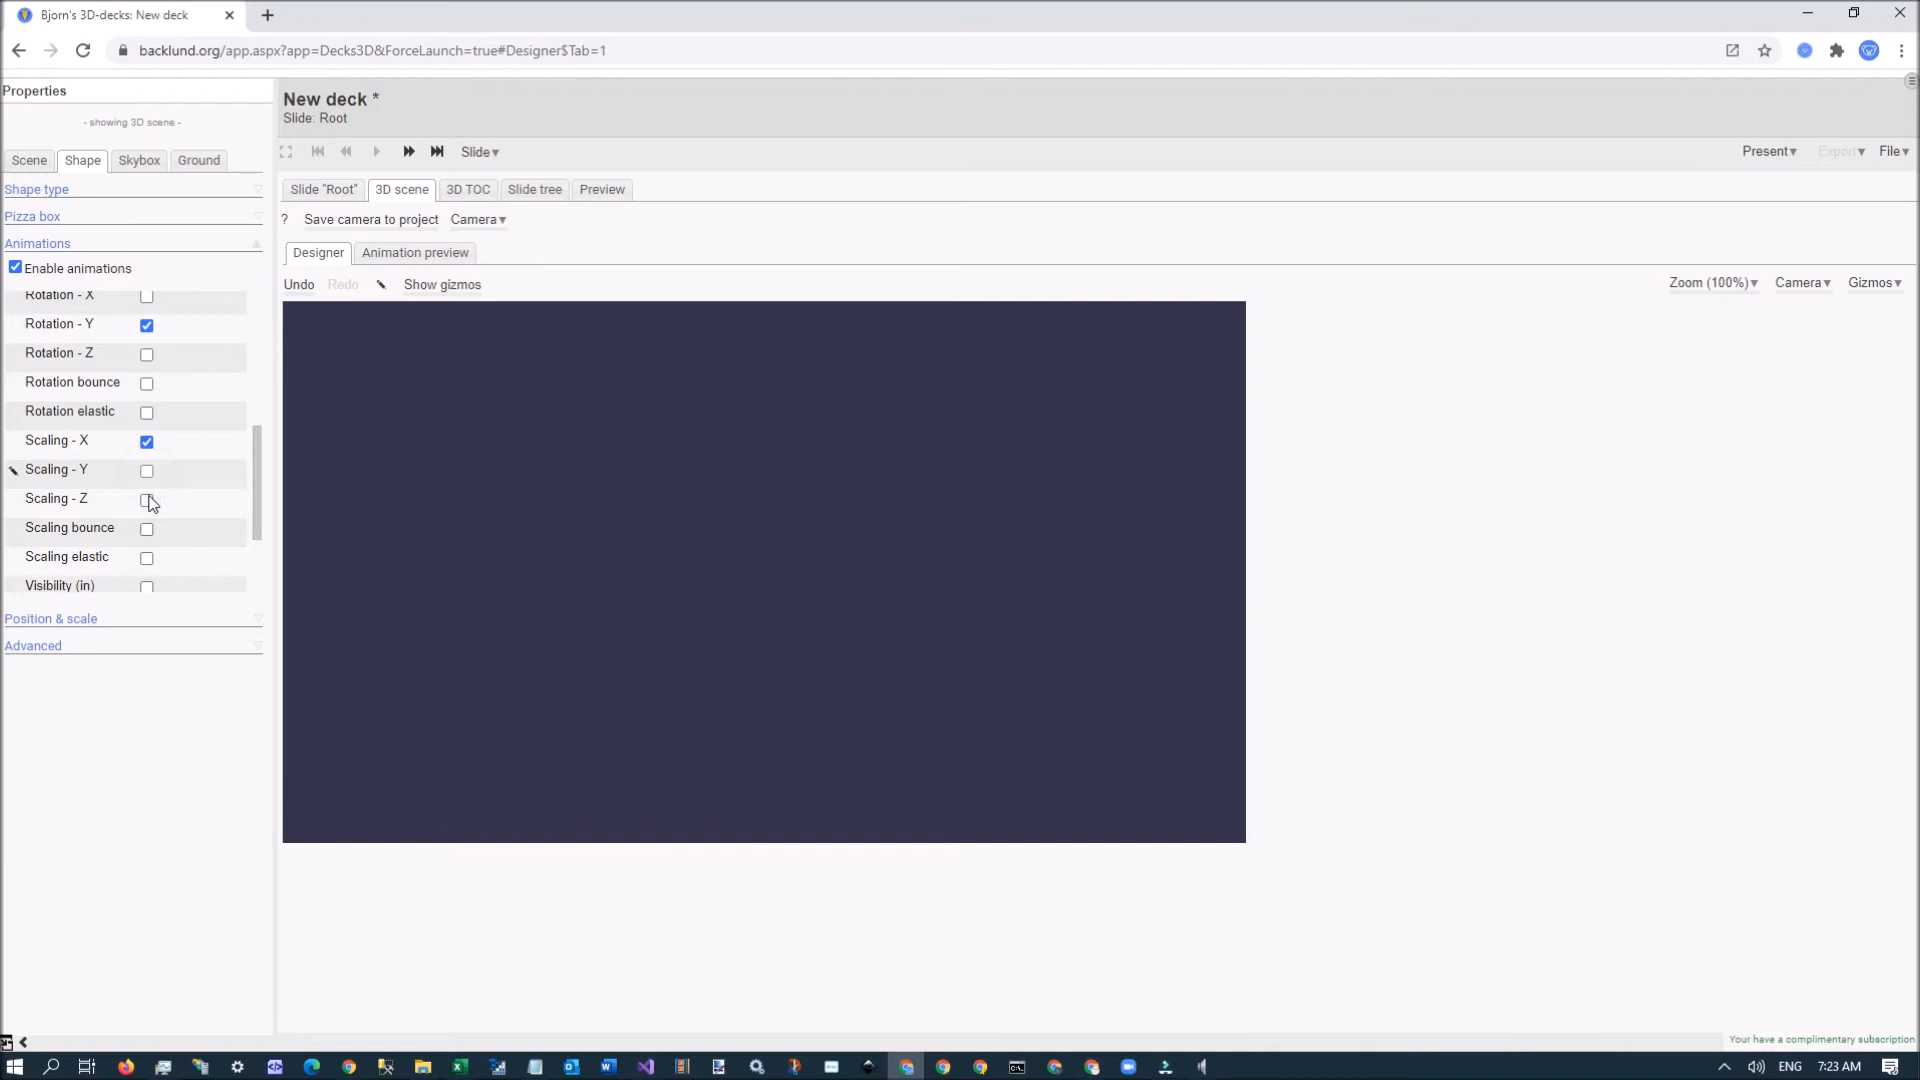 Bjorn's 3D-decks: New deck
backlund.org/app.aspx?app=Decks3D&ForceLaunch=true#Designer$Tab=1
Properties
- showing 3D scene -
Scene Shape Skybox Ground
Shape type
Pizza box
Animations
Enable animations
Rotation - X
Rotation - Y
Rotation - Z
Rotation bounce
Rotation elastic
Scaling - X
Scaling - Y
Scaling - Z
Scaling bounce
Scaling elastic
Visibility (in)
Position & scale
Advanced
New deck *
Slide: Root
Slide▾ Present▾ Export▾ File▾
Slide "Root" 3D scene 3D TOC Slide tree Preview
? Save camera to project Camera▾
Designer Animation preview
Undo Redo Show gizmos Zoom (100%)▾ Camera▾ Gizmos▾
You have a complimentary subscription
ENG 7:23 AM